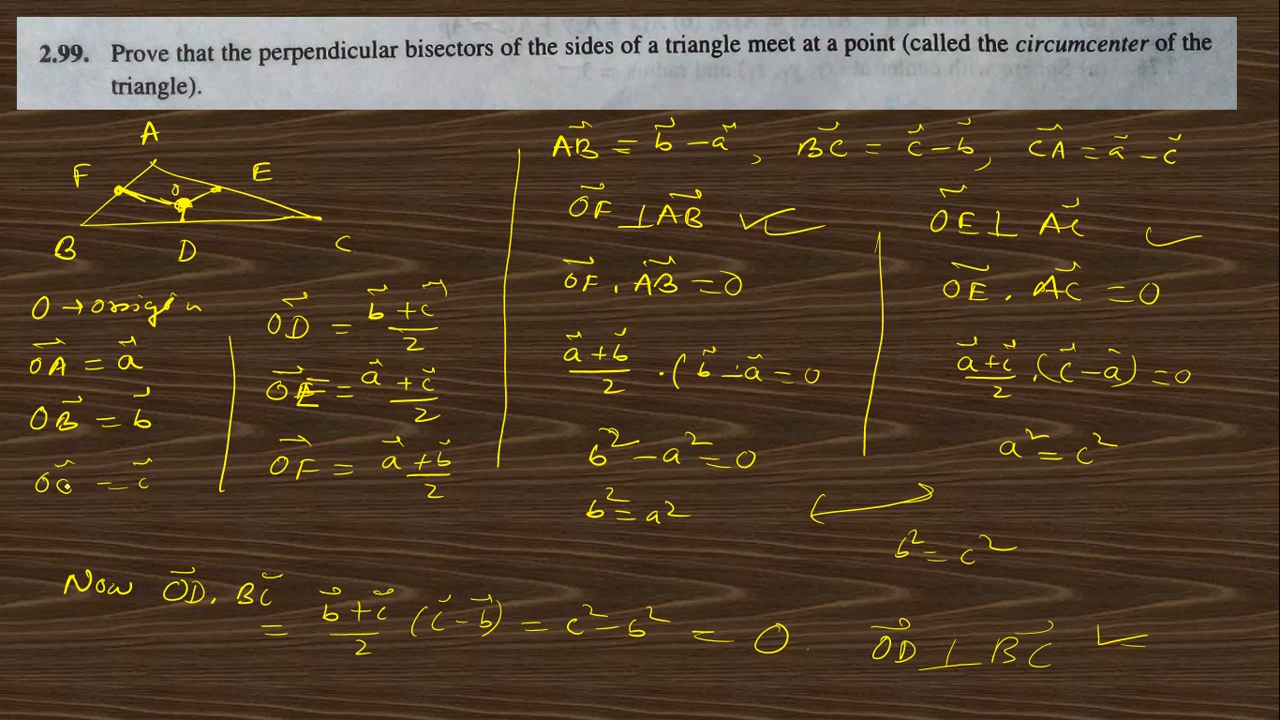 2.99. Prove that the perpendicular bisectors of the sides of a triangle meet at a point (called the circumcenter of the
triangle).
A
F E
O
B D C
O → origin
OA⃗ = a⃗
OB⃗ = b⃗
OC⃗ = c⃗
OD⃗ = (b⃗ + c⃗)/2
OE⃗ = (a⃗ + c⃗)/2
OF⃗ = (a⃗ + b⃗)/2
AB⃗ = b⃗ − a⃗, BC⃗ = c⃗ − b⃗, CA⃗ = a⃗ − c⃗
OF⃗ ⊥ AB⃗ ✓
OF⃗ . AB⃗ = 0
(a⃗ + b⃗)/2 . (b⃗ − a⃗ = 0
b² − a² = 0
b² = a²
OE⃗ ⊥ AC⃗ ✓
OE⃗ . AC⃗ = 0
(a⃗ + c⃗)/2 . (c⃗ − a⃗) = 0
a² = c²
↔
b² = c²
Now OD⃗ . BC⃗
= (b⃗ + c⃗)/2 (c⃗ − b⃗) = c² − b² = 0. OD⃗ ⊥ BC⃗ ✓